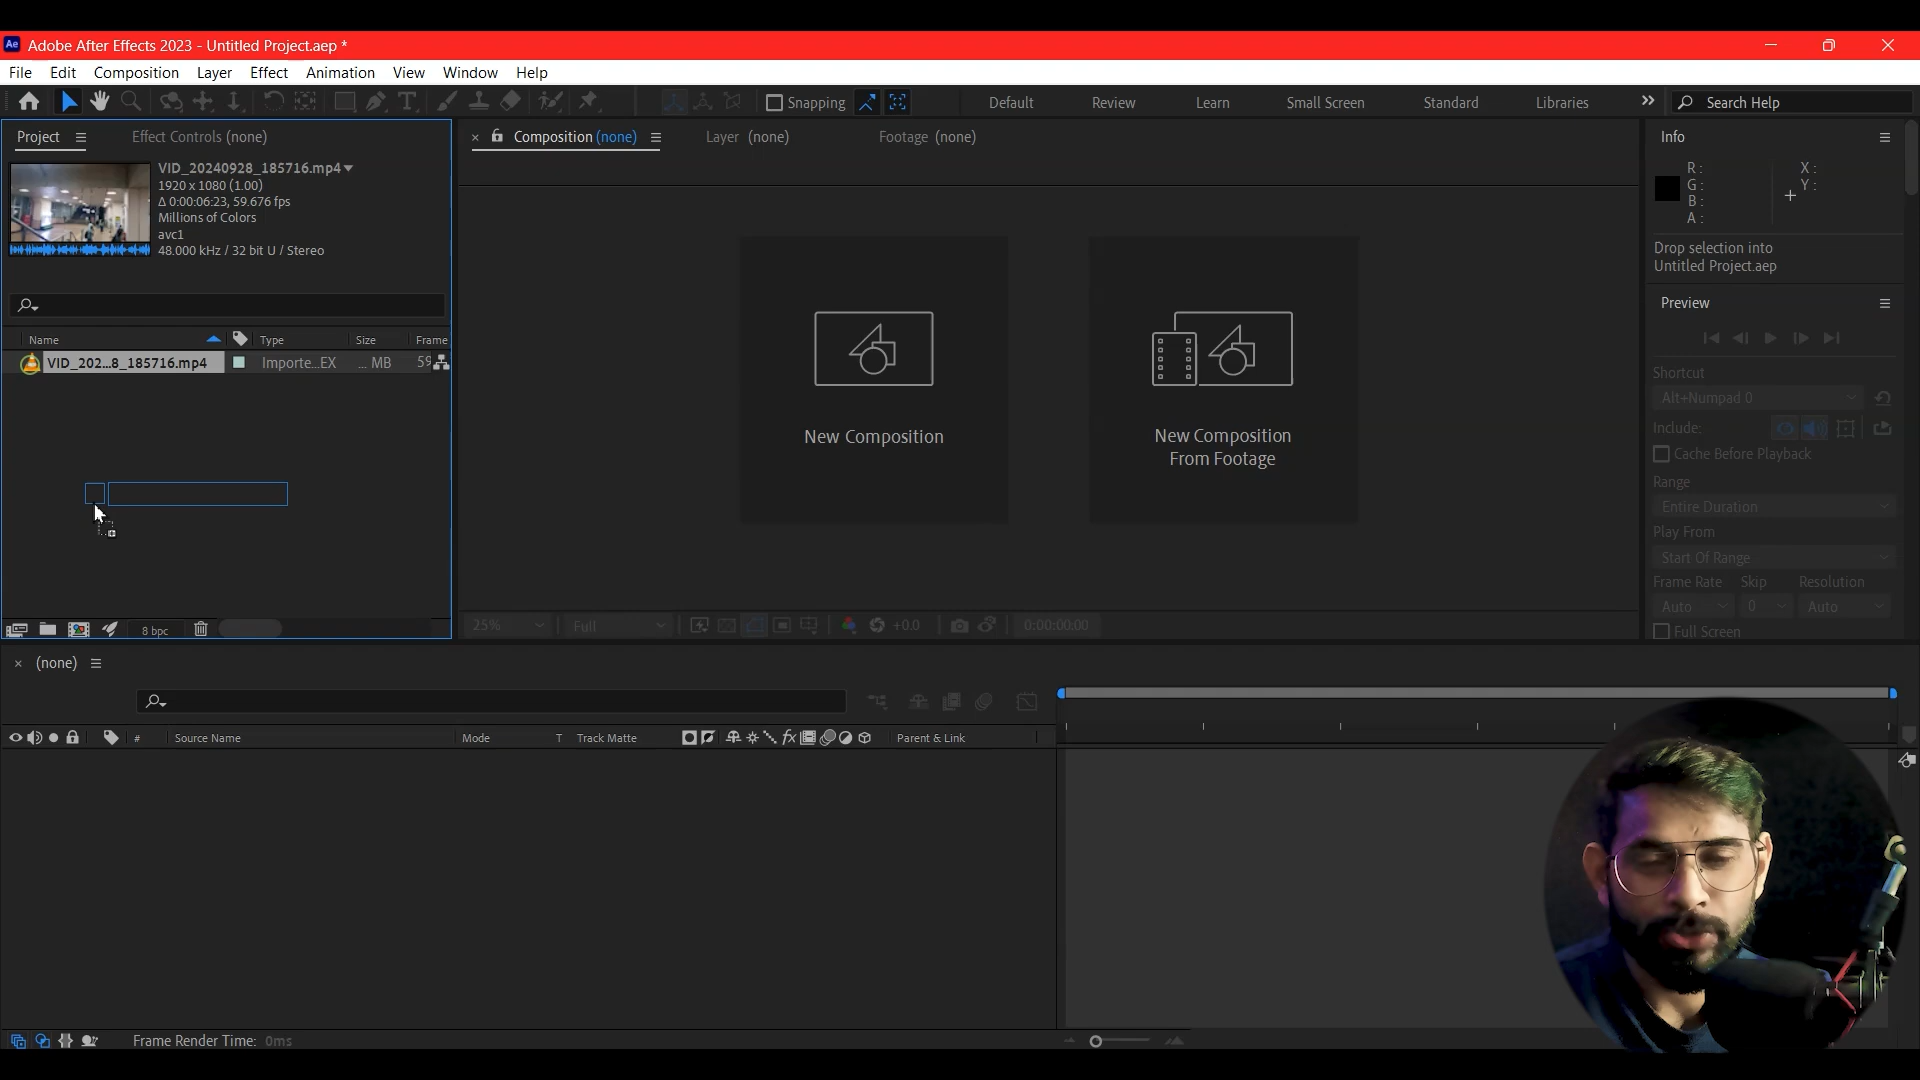 Ae Adobe After Effects 2023 - Untitled Project.aep *
File Edit Composition Layer Effect Animation View Window Help
Snapping Default Review Learn Small Screen Standard Libraries Search Help
Project Effect Controls (none)
VID_20240928_185716.mp4
1920 x 1080 (1.00)
Δ 0:00:06:23, 59.676 fps
Millions of Colors
avc1
48.000 kHz / 32 bit U / Stereo
Name Type Size Frame
VID_202...8_185716.mp4 Importe...EX ... MB 59
8 bpc
Composition (none) Layer (none) Footage (none)
New Composition
New Composition
From Footage
25% Full +0.0 0:00:00:00
Info
R :
G :
B :
A :
X :
Y :
Drop selection into
Untitled Project.aep
Preview
Shortcut
Alt+Numpad 0
Include:
Cache Before Playback
Range
Entire Duration
Play From
Start Of Range
Frame Rate Skip Resolution
Auto 0 Auto
Full Screen
(none)
# Source Name Mode T Track Matte fx Parent & Link
Frame Render Time: 0ms